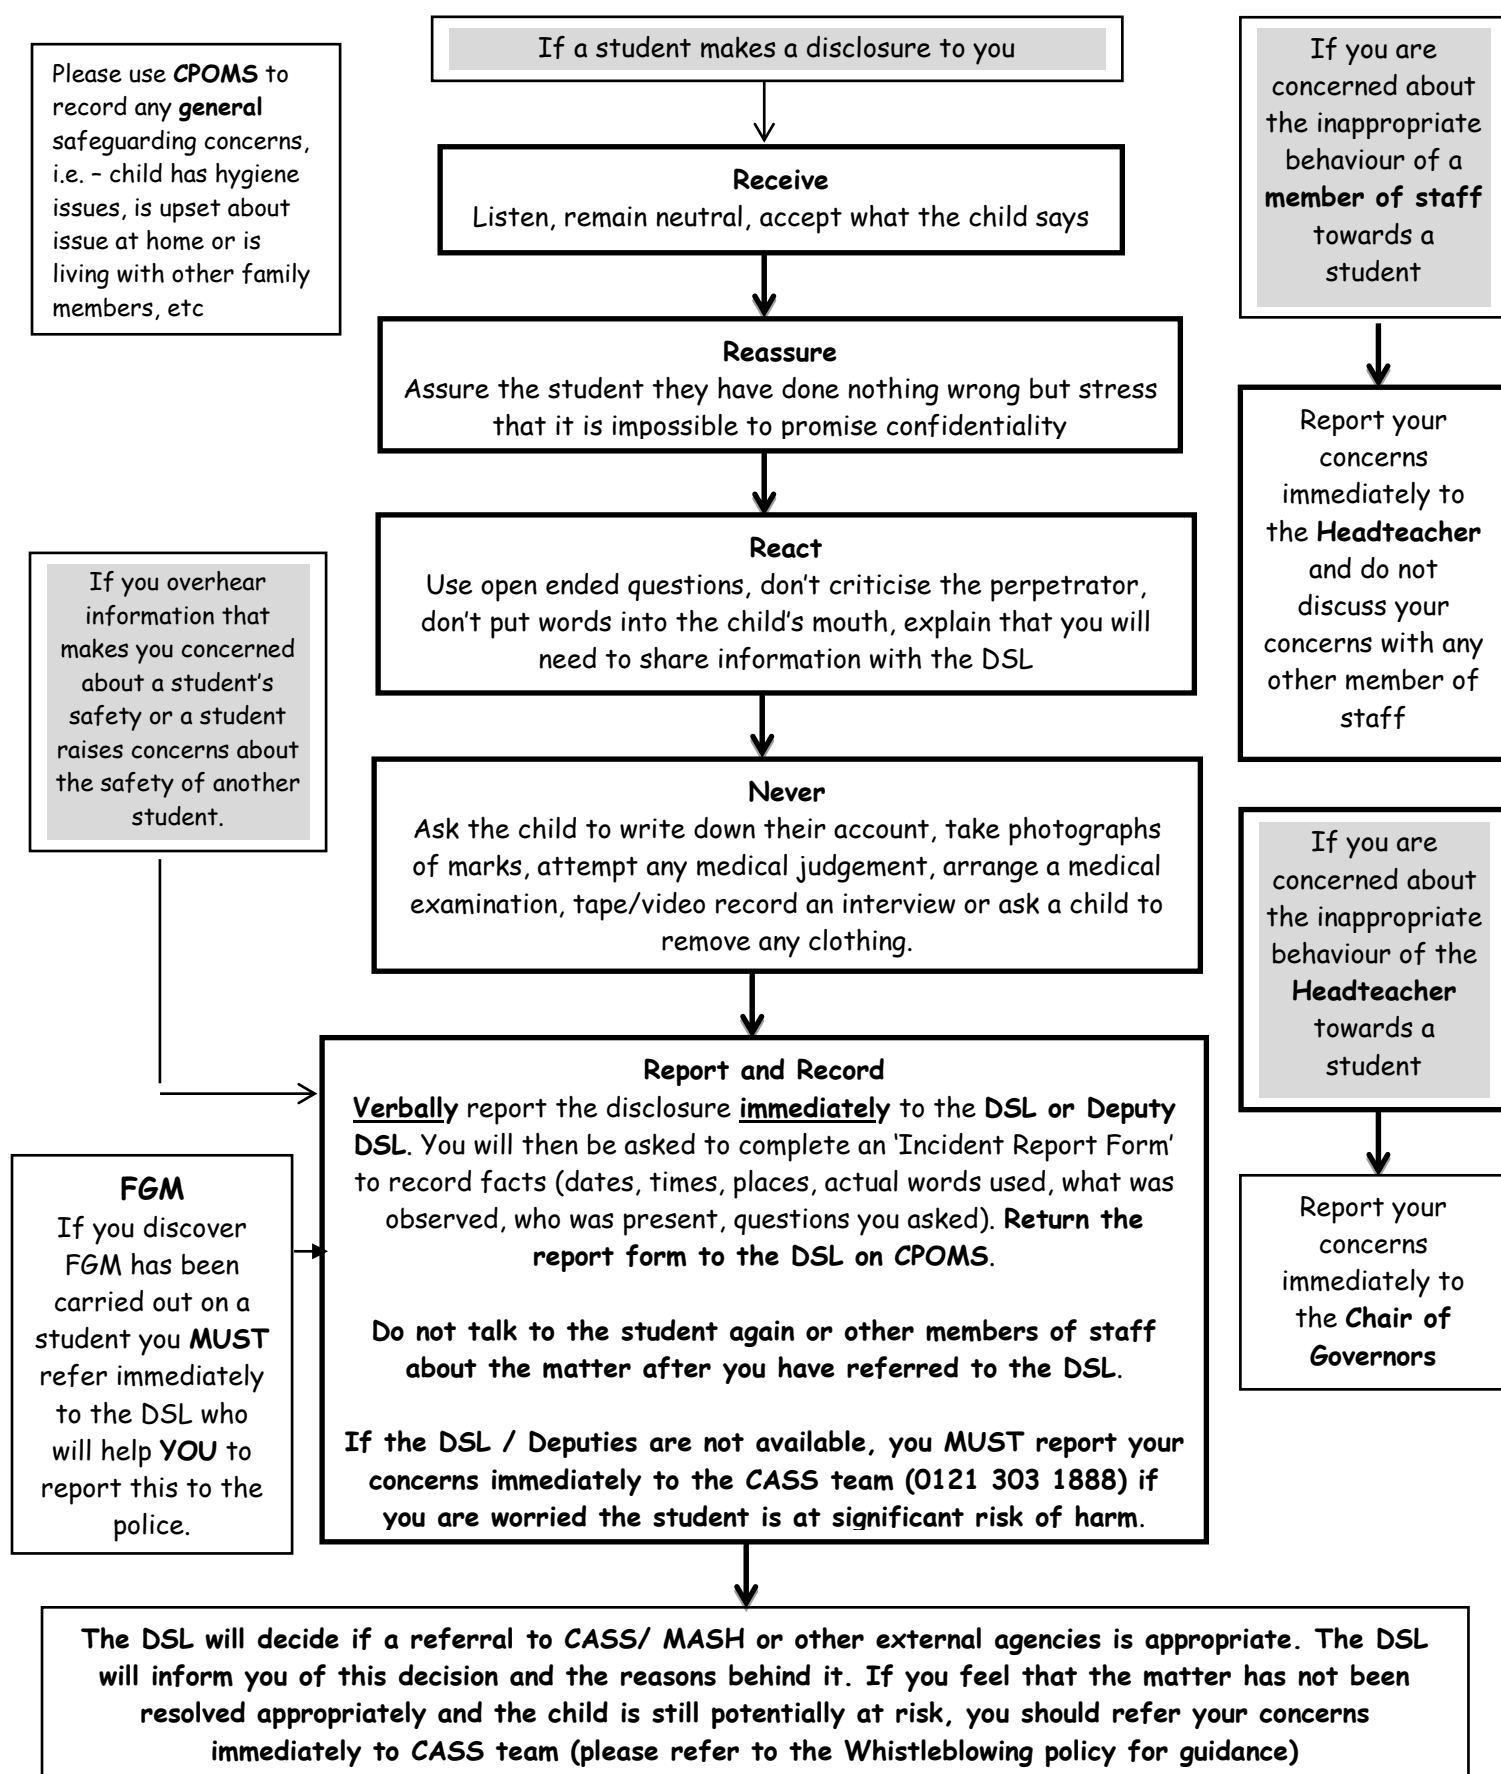 Please use CPOMS to
record any general
safeguarding concerns,
i.e. – child has hygiene
issues, is upset about
issue at home or is
living with other family
members, etc
If a student makes a disclosure to you
Receive
Listen, remain neutral, accept what the child says
Reassure
Assure the student they have done nothing wrong but stress
that it is impossible to promise confidentiality
React
Use open ended questions, don't criticise the perpetrator,
don't put words into the child's mouth, explain that you will
need to share information with the DSL
Never
Ask the child to write down their account, take photographs
of marks, attempt any medical judgement, arrange a medical
examination, tape/video record an interview or ask a child to
remove any clothing.
If you overhear
information that
makes you concerned
about a student's
safety or a student
raises concerns about
the safety of another
student.
FGM
If you discover
FGM has been
carried out on a
student you MUST
refer immediately
to the DSL who
will help YOU to
report this to the
police.
Report and Record
Verbally report the disclosure immediately to the DSL or Deputy
DSL. You will then be asked to complete an 'Incident Report Form'
to record facts (dates, times, places, actual words used, what was
observed, who was present, questions you asked). Return the
report form to the DSL on CPOMS.
Do not talk to the student again or other members of staff
about the matter after you have referred to the DSL.
If the DSL / Deputies are not available, you MUST report your
concerns immediately to the CASS team (0121 303 1888) if
you are worried the student is at significant risk of harm.
If you are
concerned about
the inappropriate
behaviour of a
member of staff
towards a
student
Report your
concerns
immediately to
the Headteacher
and do not
discuss your
concerns with any
other member of
staff
If you are
concerned about
the inappropriate
behaviour of the
Headteacher
towards a
student
Report your
concerns
immediately to
the Chair of
Governors
The DSL will decide if a referral to CASS/ MASH or other external agencies is appropriate. The DSL
will inform you of this decision and the reasons behind it. If you feel that the matter has not been
resolved appropriately and the child is still potentially at risk, you should refer your concerns
immediately to CASS team (please refer to the Whistleblowing policy for guidance)